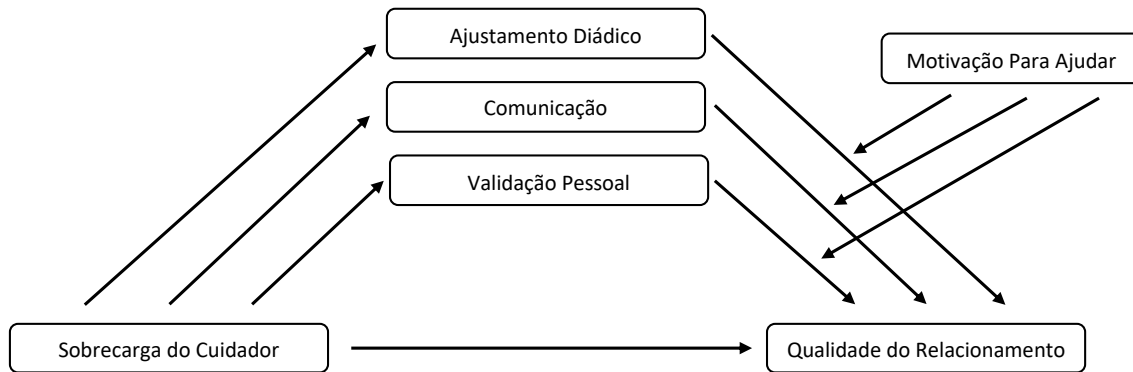 Ajustamento Diádico
Motivação Para Ajudar
Comunicação
Validação Pessoal
Sobrecarga do Cuidador
Qualidade do Relacionamento